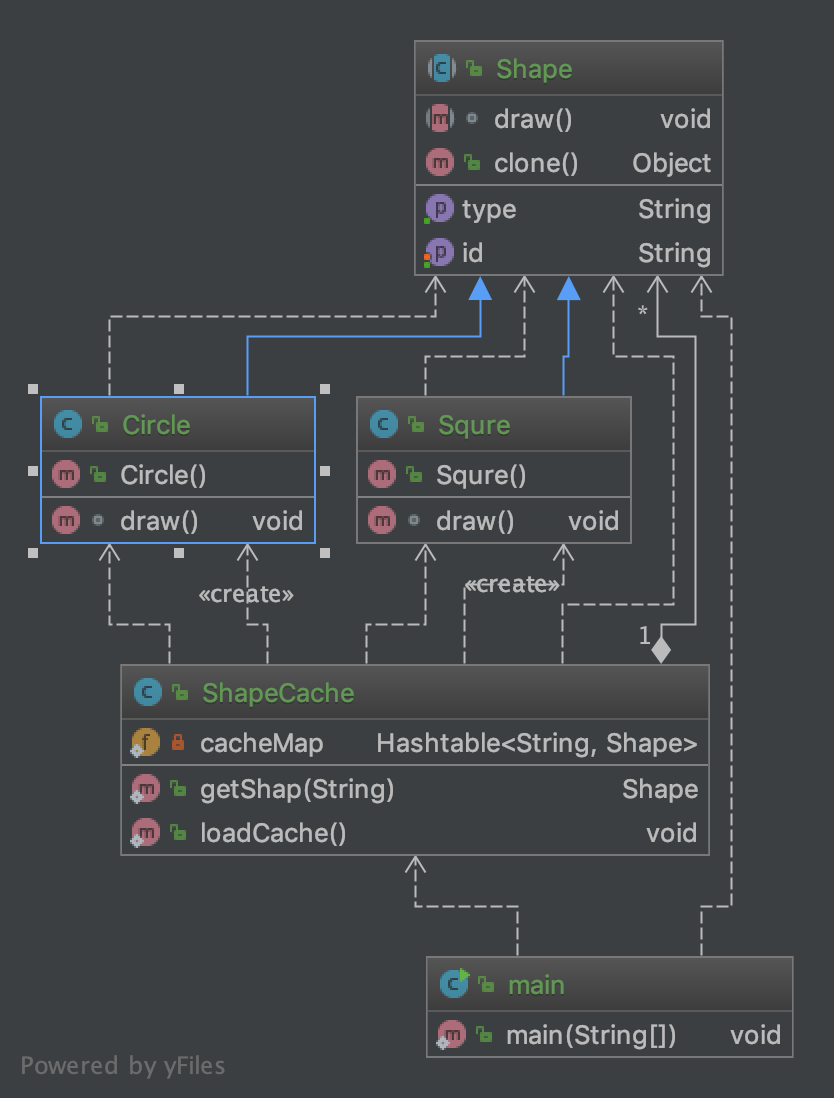 Shape
draw() void
clone() Object
type String
id String
*
Circle
Circle()
draw() void
Squre
Squre()
draw() void
«create»
«create»
1
ShapeCache
cacheMap Hashtable<String, Shape>
getShap(String) Shape
loadCache() void
main
main(String[]) void
Powered by yFiles